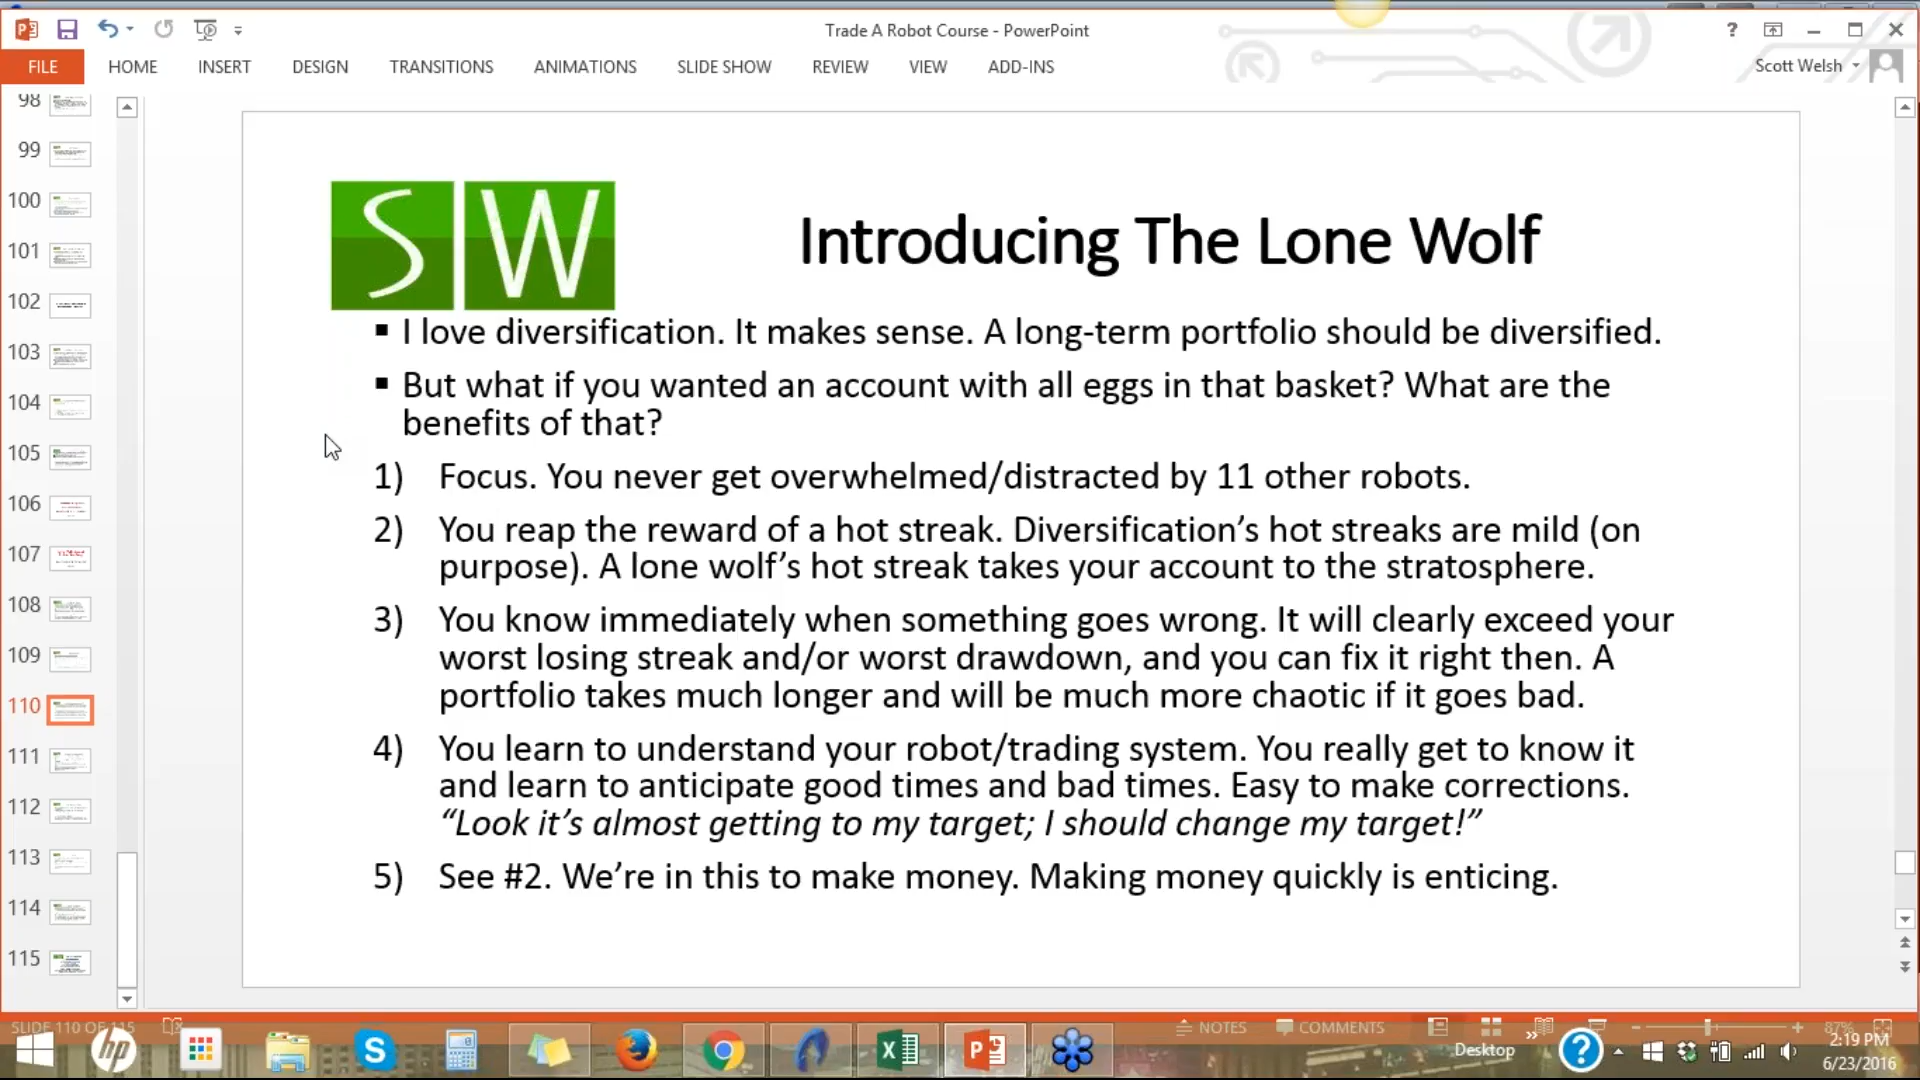 Trade A Robot Course - PowerPoint
FILE HOME INSERT DESIGN TRANSITIONS ANIMATIONS SLIDE SHOW REVIEW VIEW ADD-INS
Scott Welsh
98
99
100
101
102
103
104
105
106
107
108
109
110
111
112
113
114
115
SW
Introducing The Lone Wolf
▪ I love diversification. It makes sense. A long-term portfolio should be diversified.
▪ But what if you wanted an account with all eggs in that basket? What are the
benefits of that?
1) Focus. You never get overwhelmed/distracted by 11 other robots.
2) You reap the reward of a hot streak. Diversification’s hot streaks are mild (on
purpose). A lone wolf’s hot streak takes your account to the stratosphere.
3) You know immediately when something goes wrong. It will clearly exceed your
worst losing streak and/or worst drawdown, and you can fix it right then. A
portfolio takes much longer and will be much more chaotic if it goes bad.
4) You learn to understand your robot/trading system. You really get to know it
and learn to anticipate good times and bad times. Easy to make corrections.
“Look it’s almost getting to my target; I should change my target!”
5) See #2. We’re in this to make money. Making money quickly is enticing.
SLIDE 110 OF 115
NOTES COMMENTS 87%
Desktop
2:19 PM
6/23/2016